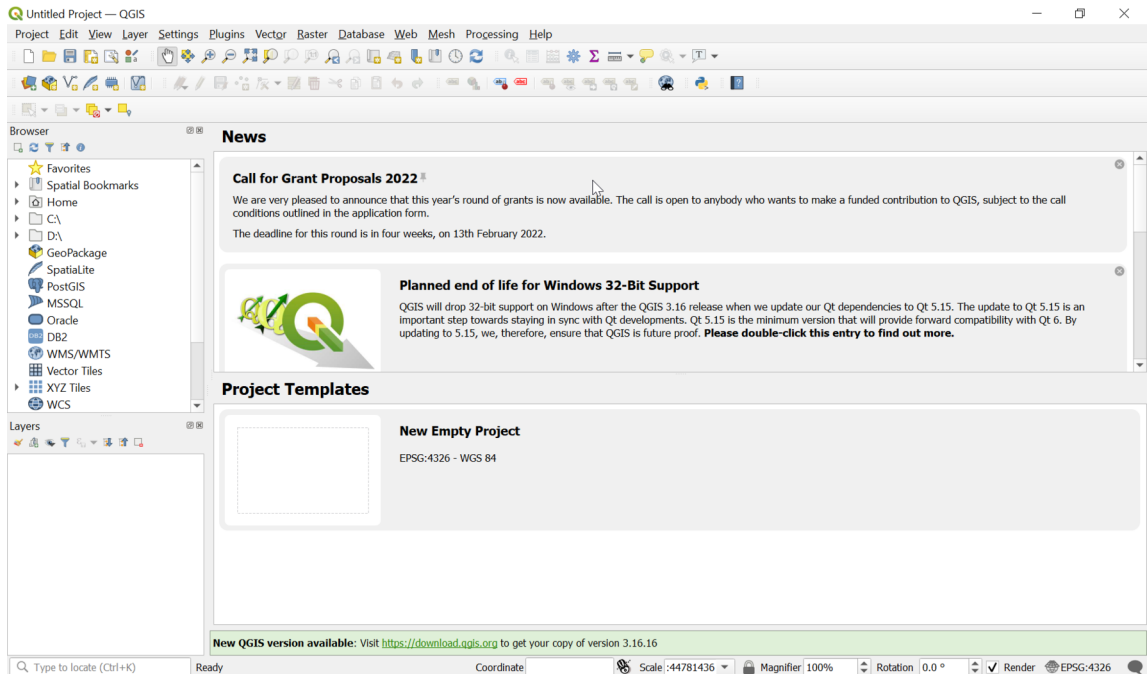 Untitled Project — QGIS
Project Edit View Layer Settings Plugins Vector Raster Database Web Mesh Processing Help
Browser
Favorites
Spatial Bookmarks
Home
C:\
D:\
GeoPackage
SpatiaLite
PostGIS
MSSQL
Oracle
DB2
WMS/WMTS
Vector Tiles
XYZ Tiles
WCS
Layers
News
Call for Grant Proposals 2022
We are very pleased to announce that this year's round of grants is now available. The call is open to anybody who wants to make a funded contribution to QGIS, subject to the call
conditions outlined in the application form.
The deadline for this round is in four weeks, on 13th February 2022.
Planned end of life for Windows 32-Bit Support
QGIS will drop 32-bit support on Windows after the QGIS 3.16 release when we update our Qt dependencies to Qt 5.15. The update to Qt 5.15 is an
important step towards staying in sync with Qt developments. Qt 5.15 is the minimum version that will provide forward compatibility with Qt 6. By
updating to 5.15, we, therefore, ensure that QGIS is future proof. Please double-click this entry to find out more.
Project Templates
New Empty Project
EPSG:4326 - WGS 84
New QGIS version available: Visit https://download.qgis.org to get your copy of version 3.16.16
Type to locate (Ctrl+K) Ready Coordinate Scale :44781436 Magnifier 100% Rotation 0.0 ° Render EPSG:4326